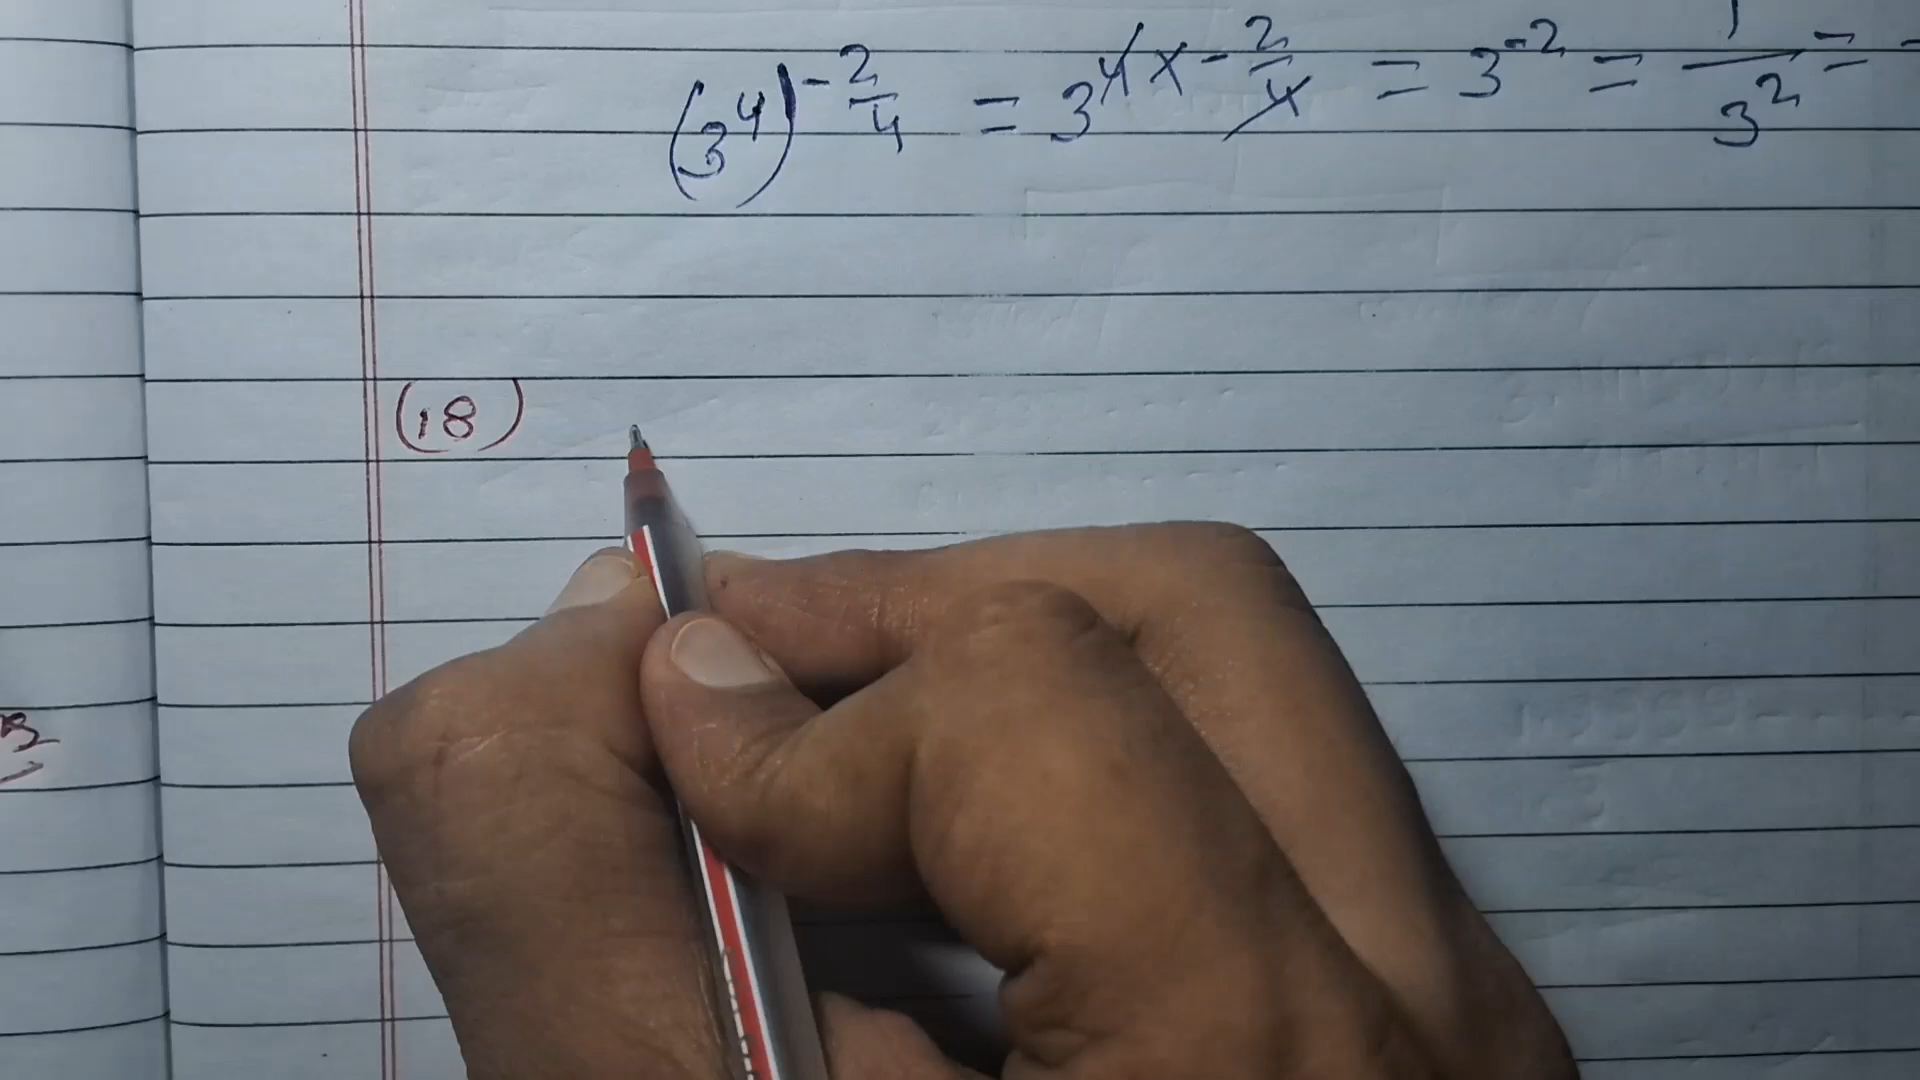 (3⁴)^(-2/4) = 3^(4×-2/4) = 3^(-2) = 1/3² =
(18)